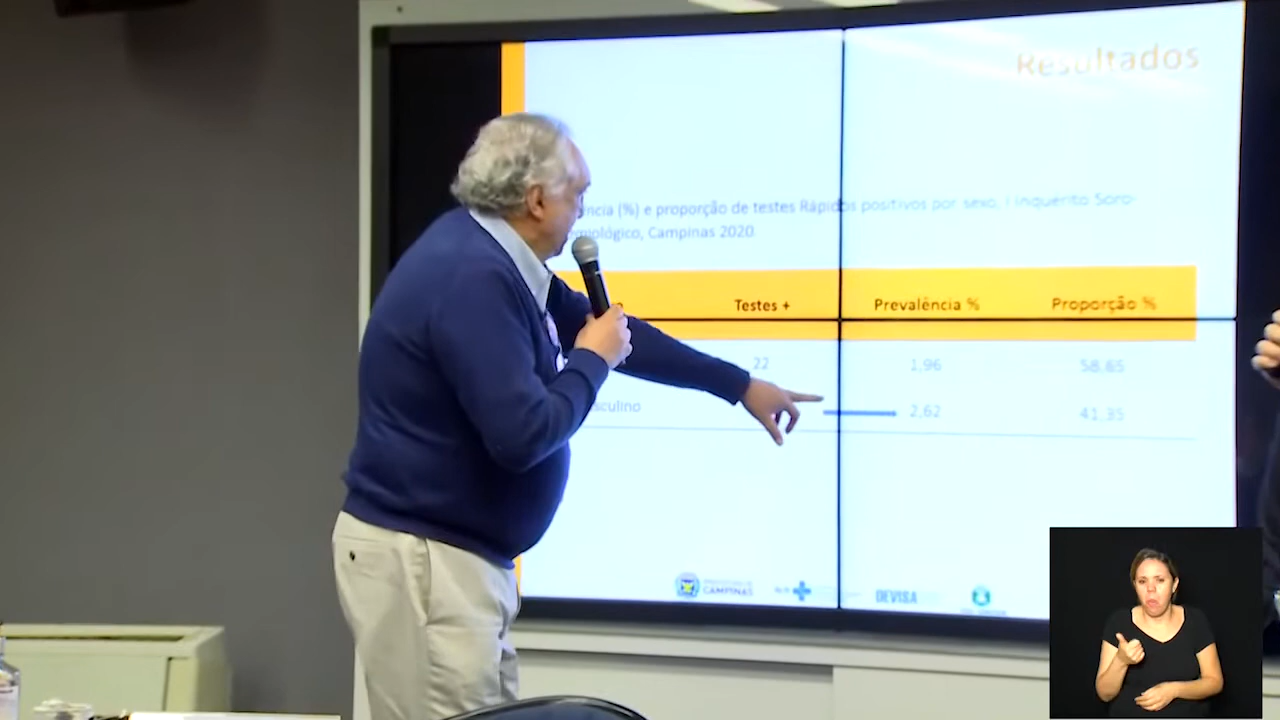 Resultados
ncia (%) e proporção de testes Rápidos positivos por sexo. I Inquérito Soro-
emiológico, Campinas 2020
Testes + Prevalência % Proporção %
22 1,96 58.65
sculino 2,62 41.35
CAMPINAS DEVISA